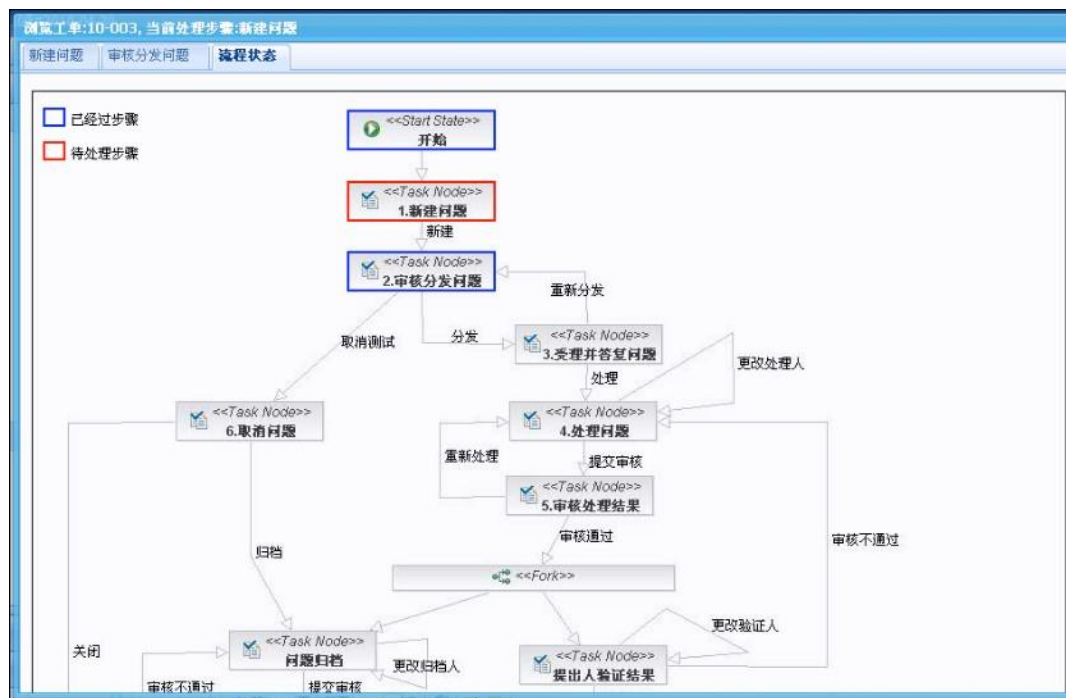 浏览工单:10-003, 当前处理步骤:新建问题
新建问题
审核分发问题
流程状态
已经过步骤
待处理步骤
<<Start State>>
开始
<<Task Node>>
1.新建问题
新建
<<Task Node>>
2.审核分发问题
重新分发
取消测试
分发
<<Task Node>>
3.受理并答复问题
更改处理人
处理
<<Task Node>>
6.取消问题
<<Task Node>>
4.处理问题
重新处理
提交审核
<<Task Node>>
5.审核处理结果
审核通过
审核不通过
归档
<<Fork>>
更改验证人
<<Task Node>>
问题归档
关闭
更改归档人
<<Task Node>>
提出人验证结果
审核不通过
提交审核